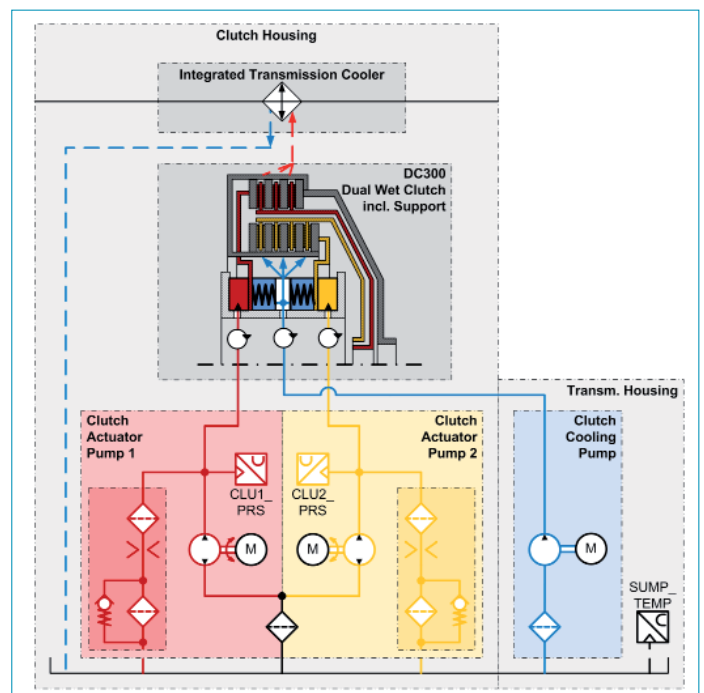 Clutch Housing
Integrated Transmission Cooler
DC300
Dual Wet Clutch
incl. Support
Transm. Housing
Clutch
Actuator
Pump 1
Clutch
Actuator
Pump 2
Clutch
Cooling
Pump
CLU1_
PRS
CLU2_
PRS
M
M
M
SUMP_
TEMP